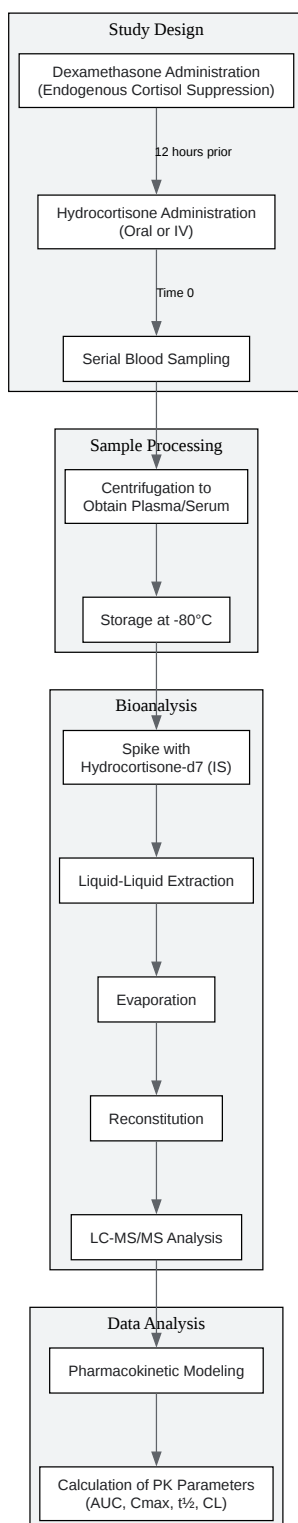 Study Design
Dexamethasone Administration
(Endogenous Cortisol Suppression)
12 hours prior
Hydrocortisone Administration
(Oral or IV)
Time 0
Serial Blood Sampling
Sample Processing
Centrifugation to
Obtain Plasma/Serum
Storage at -80°C
Bioanalysis
Spike with
Hydrocortisone-d7 (IS)
Liquid-Liquid Extraction
Evaporation
Reconstitution
LC-MS/MS Analysis
Data Analysis
Pharmacokinetic Modeling
Calculation of PK Parameters
(AUC, Cmax, t½, CL)